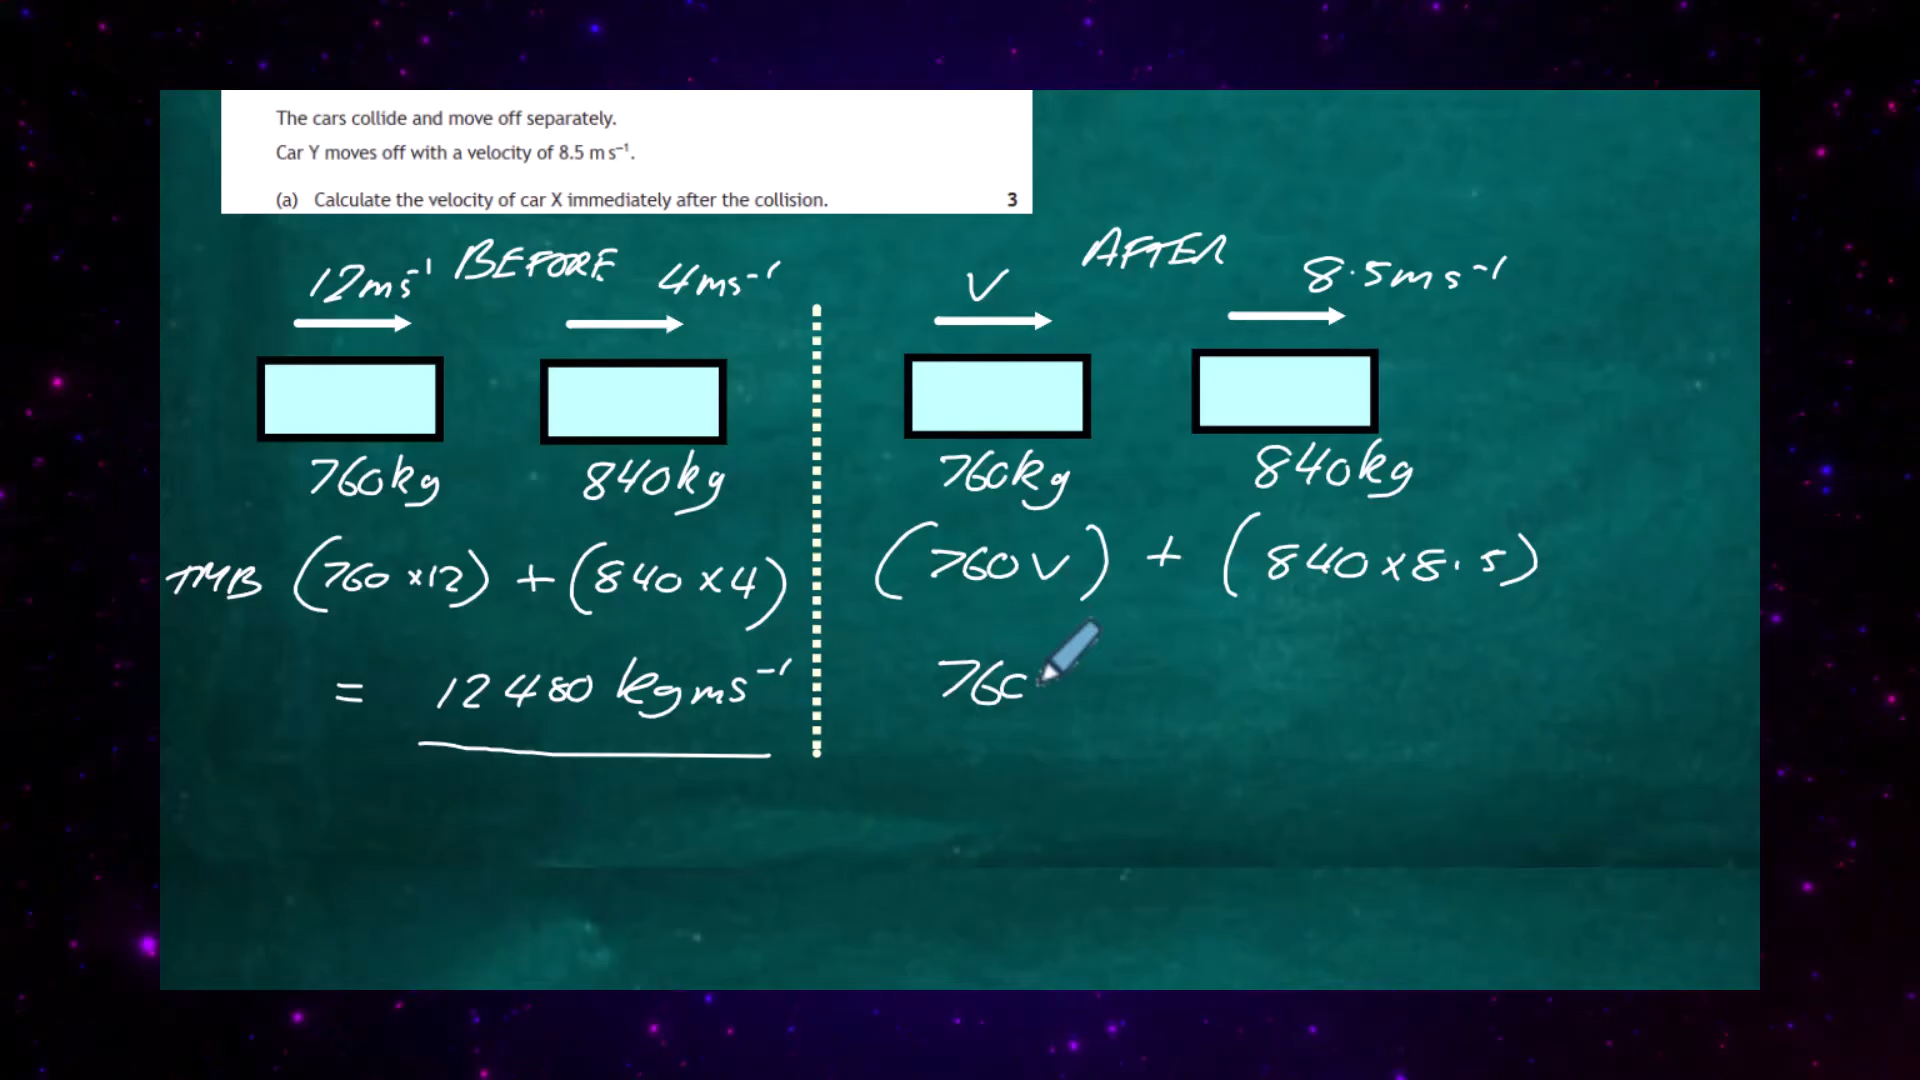 The cars collide and move off separately.
Car Y moves off with a velocity of 8.5 m s⁻¹.
(a) Calculate the velocity of car X immediately after the collision. 3
BEFORE
12ms⁻¹ 4ms⁻¹
760kg 840kg
TMB (760 ×12) + (840 × 4)
= 12480 kgms⁻¹
AFTER
V 8.5ms⁻¹
760kg 840kg
(760V) + (840×8.5)
760